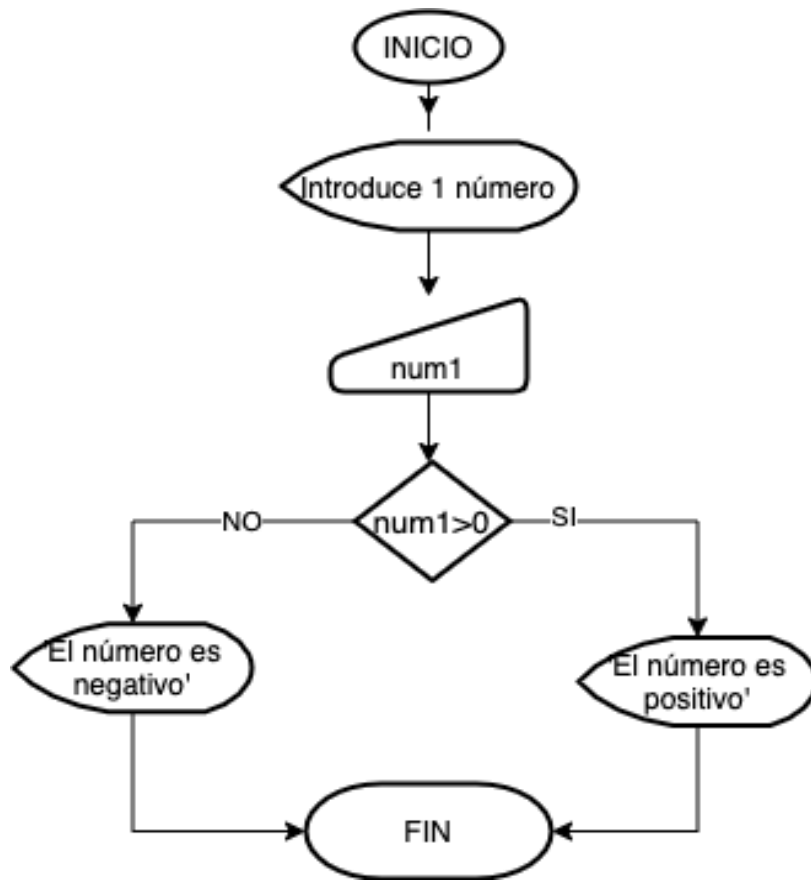 INICIO
Introduce 1 número
num1
num1>0
NO
SI
'El número es
negativo'
'El número es
positivo'
FIN